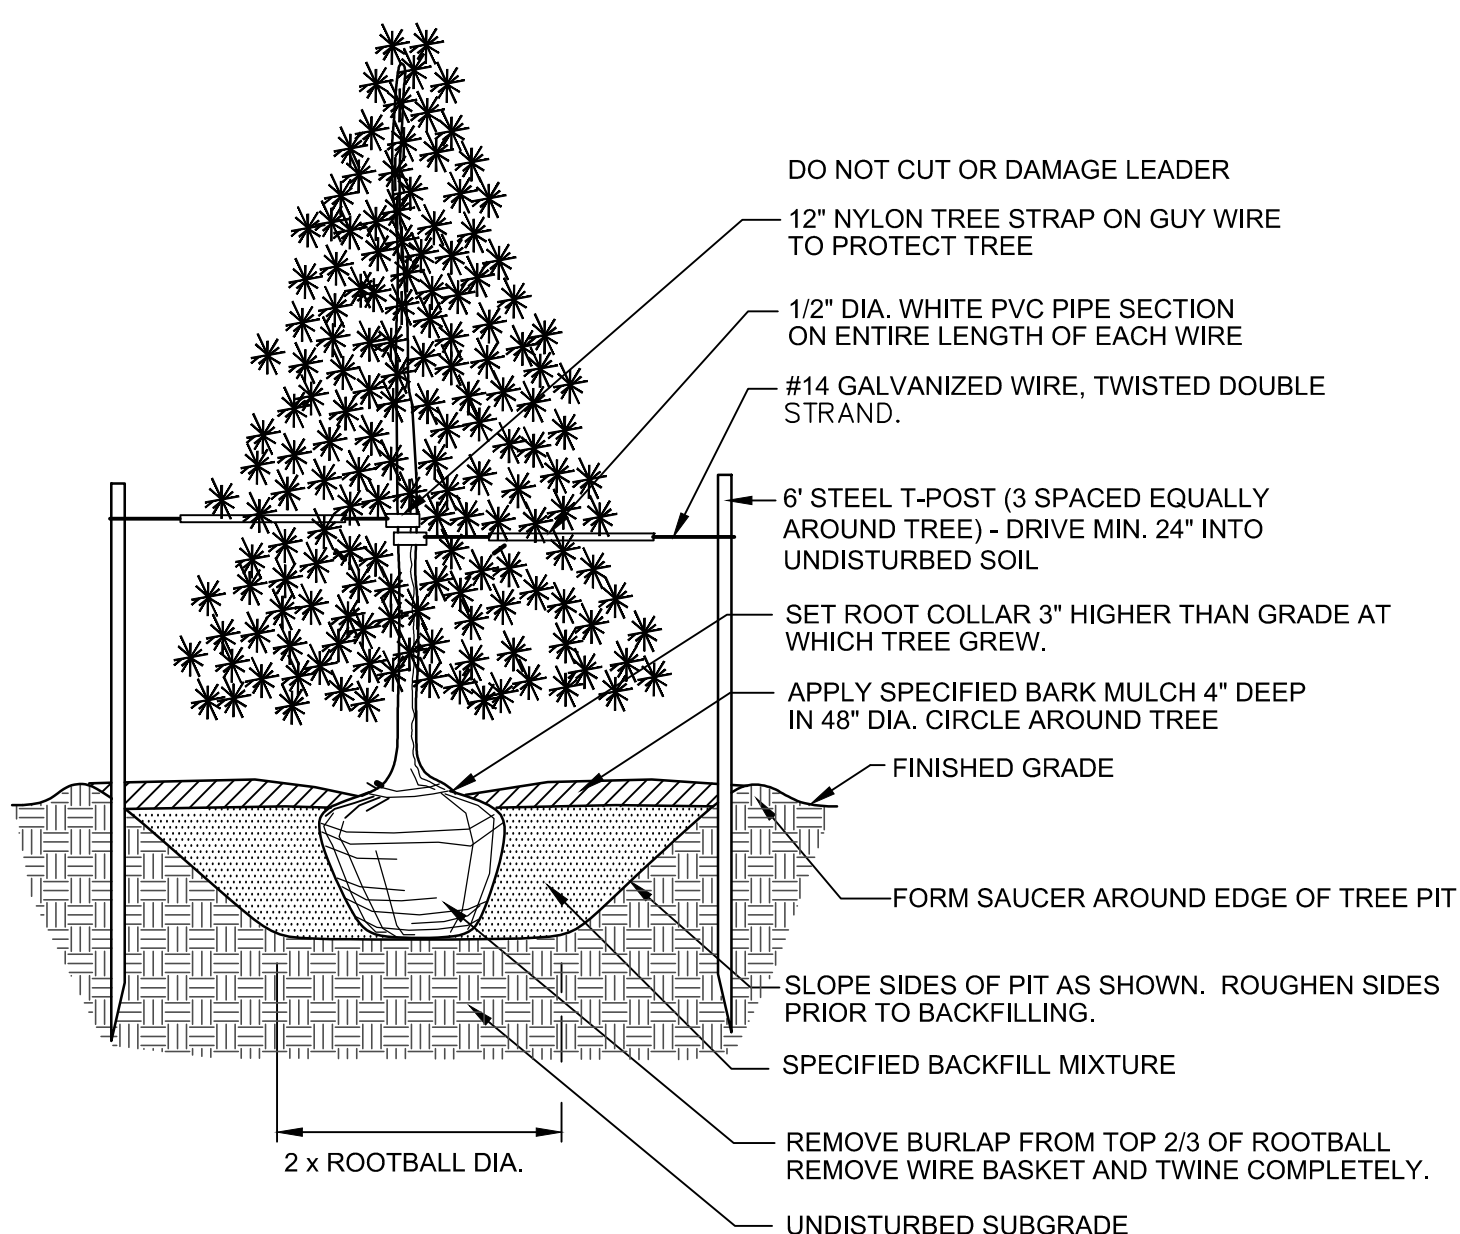 DO NOT CUT OR DAMAGE LEADER
12" NYLON TREE STRAP ON GUY WIRE
TO PROTECT TREE
1/2" DIA. WHITE PVC PIPE SECTION
ON ENTIRE LENGTH OF EACH WIRE
#14 GALVANIZED WIRE, TWISTED DOUBLE
STRAND.
6' STEEL T-POST (3 SPACED EQUALLY
AROUND TREE) - DRIVE MIN. 24" INTO
UNDISTURBED SOIL
SET ROOT COLLAR 3" HIGHER THAN GRADE AT
WHICH TREE GREW.
APPLY SPECIFIED BARK MULCH 4" DEEP
IN 48" DIA. CIRCLE AROUND TREE
FINISHED GRADE
FORM SAUCER AROUND EDGE OF TREE PIT
SLOPE SIDES OF PIT AS SHOWN. ROUGHEN SIDES
PRIOR TO BACKFILLING.
SPECIFIED BACKFILL MIXTURE
REMOVE BURLAP FROM TOP 2/3 OF ROOTBALL
REMOVE WIRE BASKET AND TWINE COMPLETELY.
2 x ROOTBALL DIA.
UNDISTURBED SUBGRADE